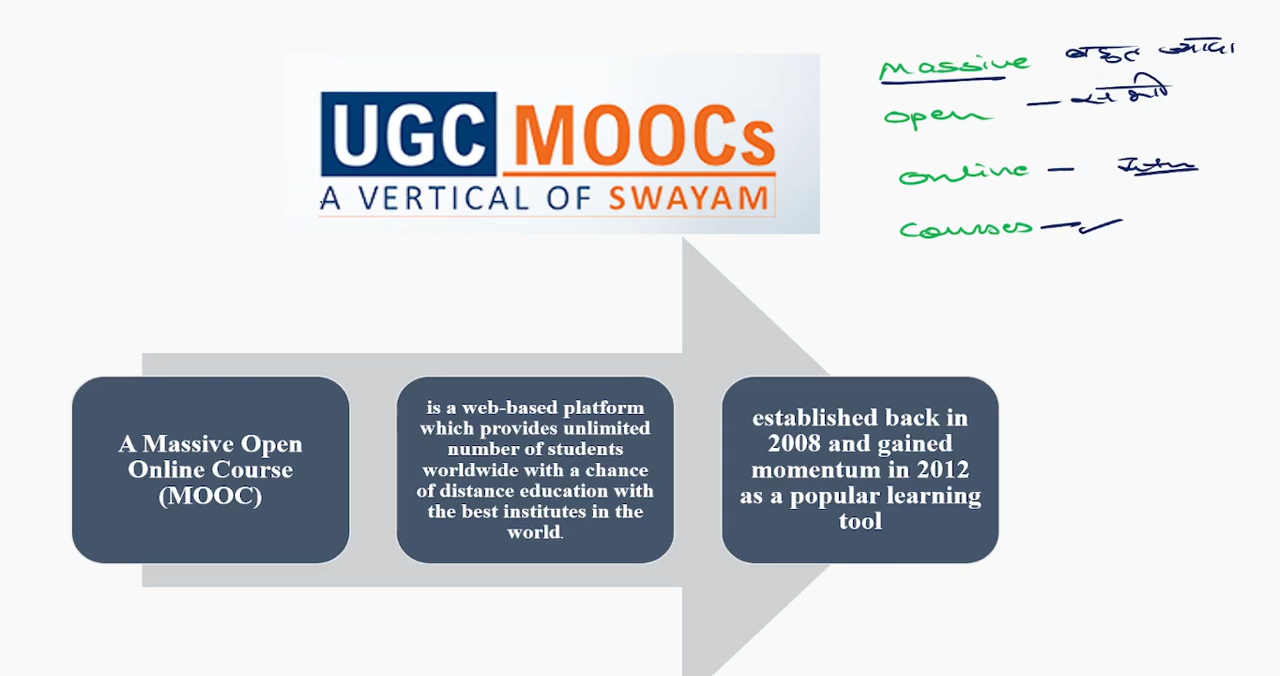 UGC MOOCs
A VERTICAL OF SWAYAM
Massive बहुत ज्यादा
open — सभी
online —
courses —
A Massive Open
Online Course
(MOOC)
is a web-based platform
which provides unlimited
number of students
worldwide with a chance
of distance education with
the best institutes in the
world.
established back in
2008 and gained
momentum in 2012
as a popular learning
tool